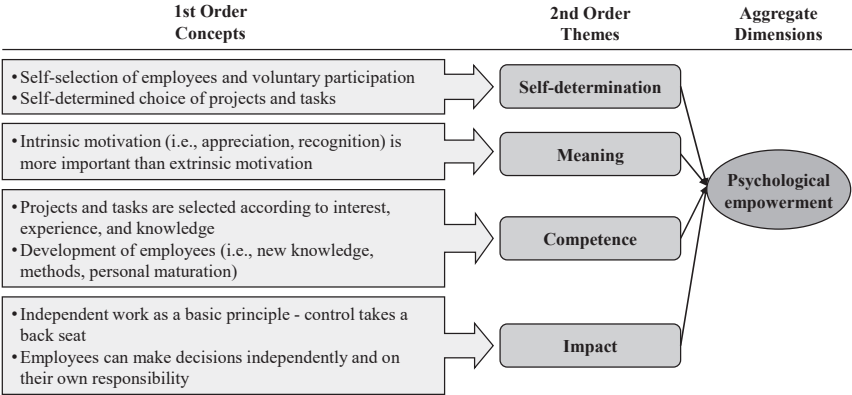 1st Order
Concepts
2nd Order
Themes
Aggregate
Dimensions
• Self-selection of employees and voluntary participation
• Self-determined choice of projects and tasks
Self-determination
• Intrinsic motivation (i.e., appreciation, recognition) is
more important than extrinsic motivation
Meaning
• Projects and tasks are selected according to interest,
experience, and knowledge
• Development of employees (i.e., new knowledge,
methods, personal maturation)
Competence
• Independent work as a basic principle - control takes a
back seat
• Employees can make decisions independently and on
their own responsibility
Impact
Psychological
empowerment